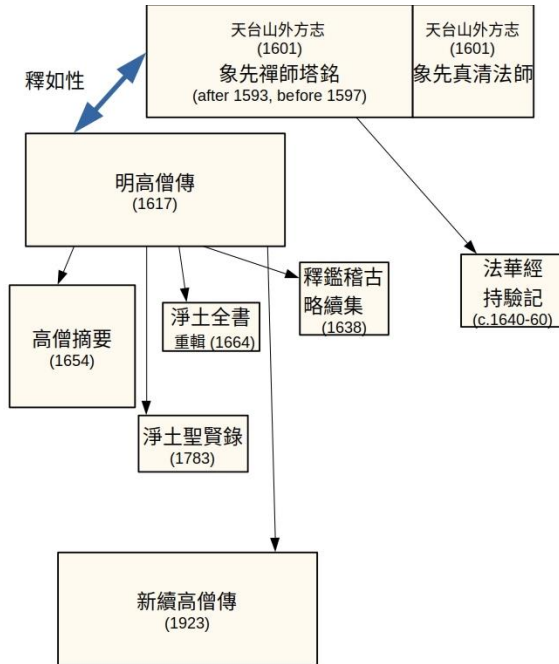 天台山外方志
(1601)
象先禪師塔銘
(after 1593, before 1597)
天台山外方志
(1601)
象先真清法師
釋如性
明高僧傳
(1617)
高僧摘要
(1654)
淨土全書
重輯 (1664)
釋鑑稽古
略續集
(1638)
法華經
持驗記
(c.1640-60)
淨土聖賢錄
(1783)
新續高僧傳
(1923)